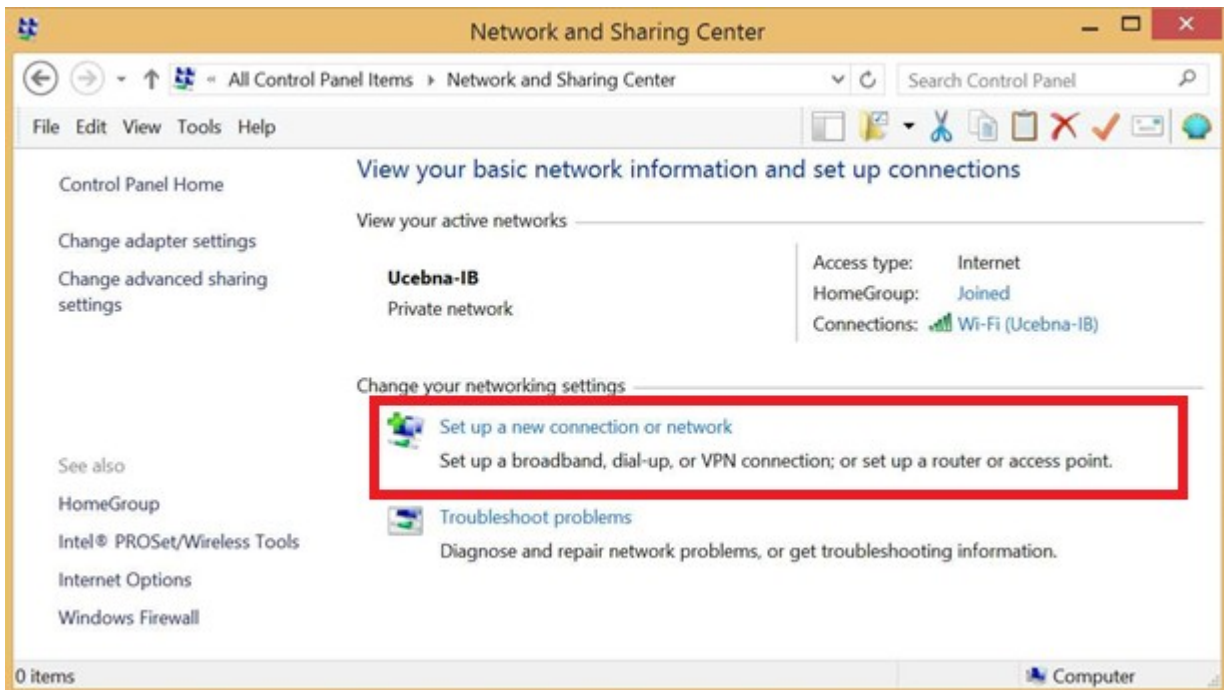 Network and Sharing Center
« All Control Panel Items Network and Sharing Center
Search Control Panel
File Edit View Tools Help
Control Panel Home
Change adapter settings
Change advanced sharing
settings
View your basic network information and set up connections
View your active networks
Ucebna-IB
Private network
Access type: Internet
HomeGroup: Joined
Connections: Wi-Fi (Ucebna-IB)
Change your networking settings
Set up a new connection or network
Set up a broadband, dial-up, or VPN connection; or set up a router or access point.
Troubleshoot problems
Diagnose and repair network problems, or get troubleshooting information.
See also
HomeGroup
Intel® PROSet/Wireless Tools
Internet Options
Windows Firewall
0 items
Computer